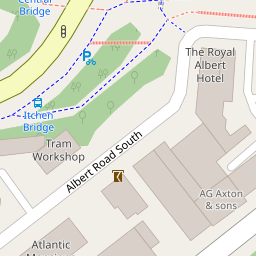 Central
Bridge
The Royal
Albert
Hotel
Itchen
Bridge
Tram
Workshop
Albert Road South
AG Axton
& sons
Atlantic